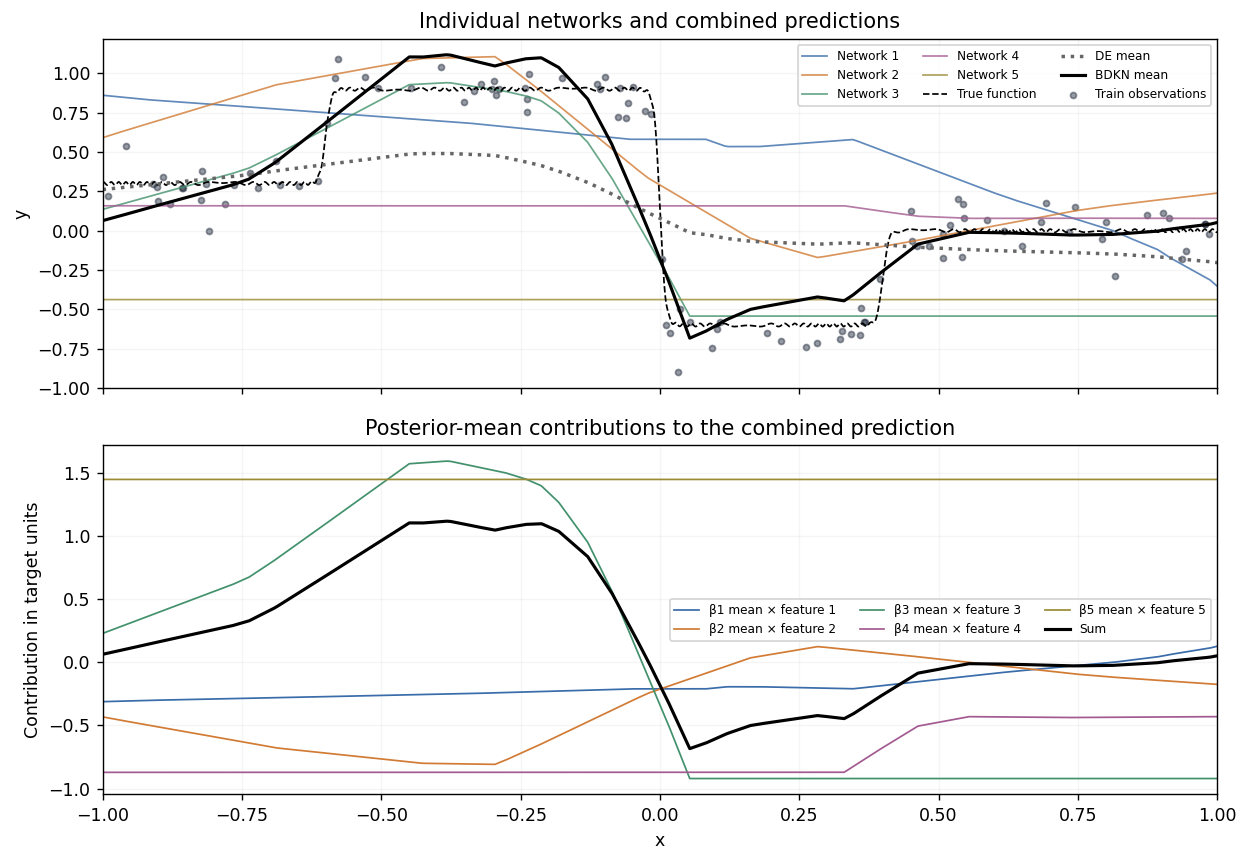 Individual networks and combined predictions
1.00
0.75
0.50
0.25
0.00
−0.25
−0.50
−0.75
−1.00
y
Network 1
Network 2
Network 3
Network 4
Network 5
True function
DE mean
BDKN mean
Train observations
Posterior-mean contributions to the combined prediction
1.5
1.0
0.5
0.0
−0.5
−1.0
Contribution in target units
β1 mean × feature 1
β2 mean × feature 2
β3 mean × feature 3
β4 mean × feature 4
β5 mean × feature 5
Sum
−1.00 −0.75 −0.50 −0.25 0.00 0.25 0.50 0.75 1.00
x